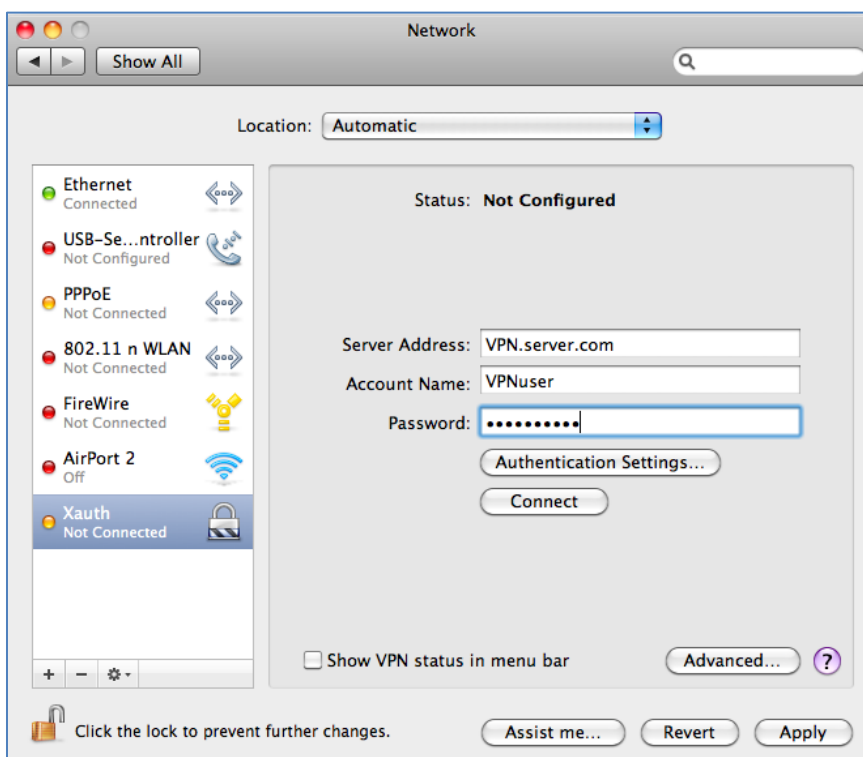 Network
Show All
Location: Automatic
Ethernet
Connected
USB-Se...ntroller
Not Configured
PPPoE
Not Connected
802.11 n WLAN
Not Connected
FireWire
Not Connected
AirPort 2
Off
Xauth
Not Connected
Status: Not Configured
Server Address: VPN.server.com
Account Name: VPNuser
Password: ••••••••••
Authentication Settings...
Connect
Show VPN status in menu bar
Advanced... ?
+ −
Click the lock to prevent further changes.
Assist me... Revert Apply